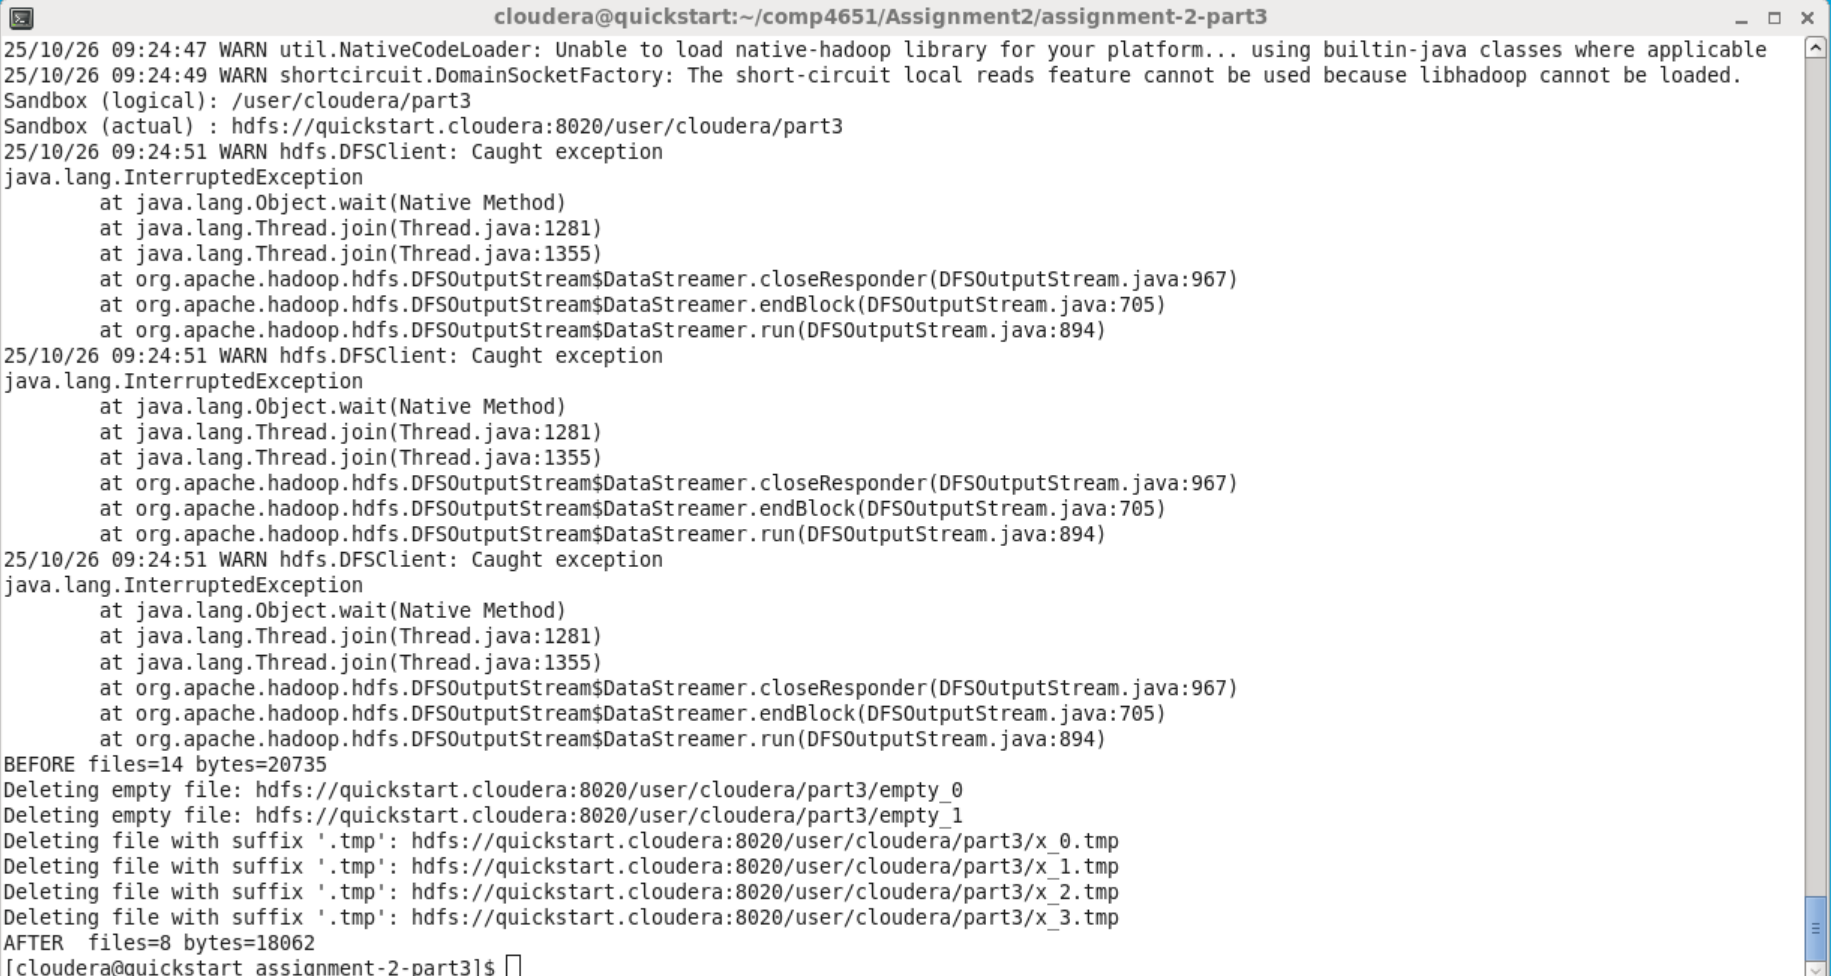 cloudera@quickstart:~/comp4651/Assignment2/assignment-2-part3
25/10/26 09:24:47 WARN util.NativeCodeLoader: Unable to load native-hadoop library for your platform... using builtin-java classes where applicable
25/10/26 09:24:49 WARN shortcircuit.DomainSocketFactory: The short-circuit local reads feature cannot be used because libhadoop cannot be loaded.
Sandbox (logical): /user/cloudera/part3
Sandbox (actual) : hdfs://quickstart.cloudera:8020/user/cloudera/part3
25/10/26 09:24:51 WARN hdfs.DFSClient: Caught exception
java.lang.InterruptedException
        at java.lang.Object.wait(Native Method)
        at java.lang.Thread.join(Thread.java:1281)
        at java.lang.Thread.join(Thread.java:1355)
        at org.apache.hadoop.hdfs.DFSOutputStream$DataStreamer.closeResponder(DFSOutputStream.java:967)
        at org.apache.hadoop.hdfs.DFSOutputStream$DataStreamer.endBlock(DFSOutputStream.java:705)
        at org.apache.hadoop.hdfs.DFSOutputStream$DataStreamer.run(DFSOutputStream.java:894)
25/10/26 09:24:51 WARN hdfs.DFSClient: Caught exception
java.lang.InterruptedException
        at java.lang.Object.wait(Native Method)
        at java.lang.Thread.join(Thread.java:1281)
        at java.lang.Thread.join(Thread.java:1355)
        at org.apache.hadoop.hdfs.DFSOutputStream$DataStreamer.closeResponder(DFSOutputStream.java:967)
        at org.apache.hadoop.hdfs.DFSOutputStream$DataStreamer.endBlock(DFSOutputStream.java:705)
        at org.apache.hadoop.hdfs.DFSOutputStream$DataStreamer.run(DFSOutputStream.java:894)
25/10/26 09:24:51 WARN hdfs.DFSClient: Caught exception
java.lang.InterruptedException
        at java.lang.Object.wait(Native Method)
        at java.lang.Thread.join(Thread.java:1281)
        at java.lang.Thread.join(Thread.java:1355)
        at org.apache.hadoop.hdfs.DFSOutputStream$DataStreamer.closeResponder(DFSOutputStream.java:967)
        at org.apache.hadoop.hdfs.DFSOutputStream$DataStreamer.endBlock(DFSOutputStream.java:705)
        at org.apache.hadoop.hdfs.DFSOutputStream$DataStreamer.run(DFSOutputStream.java:894)
BEFORE files=14 bytes=20735
Deleting empty file: hdfs://quickstart.cloudera:8020/user/cloudera/part3/empty_0
Deleting empty file: hdfs://quickstart.cloudera:8020/user/cloudera/part3/empty_1
Deleting file with suffix '.tmp': hdfs://quickstart.cloudera:8020/user/cloudera/part3/x_0.tmp
Deleting file with suffix '.tmp': hdfs://quickstart.cloudera:8020/user/cloudera/part3/x_1.tmp
Deleting file with suffix '.tmp': hdfs://quickstart.cloudera:8020/user/cloudera/part3/x_2.tmp
Deleting file with suffix '.tmp': hdfs://quickstart.cloudera:8020/user/cloudera/part3/x_3.tmp
AFTER  files=8 bytes=18062
[cloudera@quickstart assignment-2-part3]$